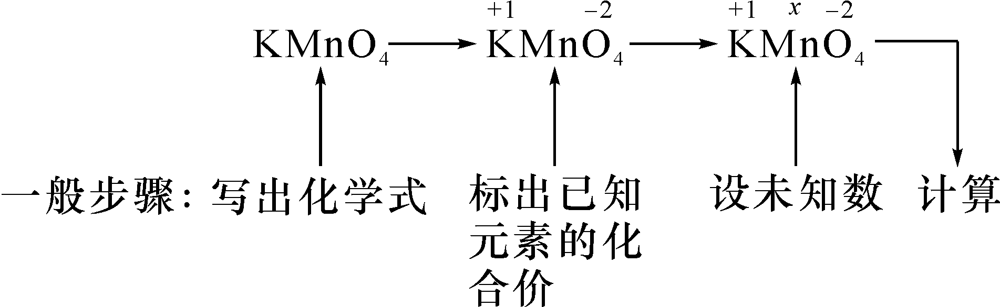 +1 −2 +1 x −2
KMnO₄ KMnO₄ KMnO₄
一般步骤：写出化学式 标出已知 设未知数 计算
元素的化
合价